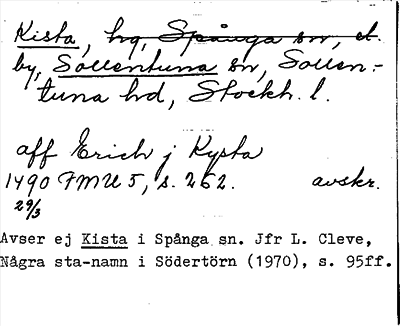 Kista, hg, Spånga sn, st.
by, Sollentuna sn, Sollen-
tuna hd, Stockh. l.
aff Erich j Kysta
1490 FMU 5, s. 262. avskr.
29/3
Avser ej Kista i Spånga sn. Jfr L. Cleve,
Några sta-namn i Södertörn (1970), s. 95ff.